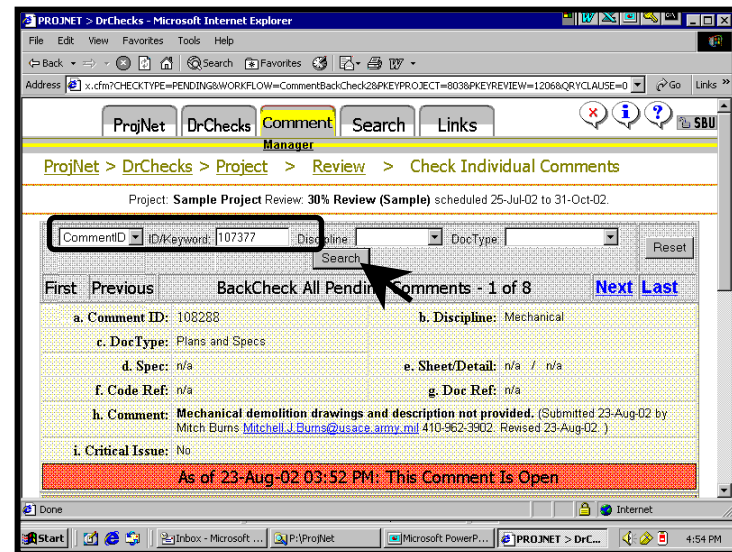 PROJNET > DrChecks - Microsoft Internet Explorer
File Edit View Favorites Tools Help
Back Search Favorites
Address x.cfm?CHECKTYPE=PENDING&WORKFLOW=CommentBackCheck2&PKEYPROJECT=803&PKEYREVIEW=1206&QRYCLAUSE=0 Go Links »
ProjNet DrChecks Comment Search Links SBU
Manager
ProjNet > DrChecks > Project > Review > Check Individual Comments
Project: Sample Project Review: 30% Review (Sample) scheduled 25-Jul-02 to 31-Oct-02.
CommentID ID/Keyword: 107377 Discipline DocType Reset
Search
First Previous BackCheck All Pending Comments - 1 of 8 Next Last
a. Comment ID: 108288 b. Discipline: Mechanical
c. DocType: Plans and Specs
d. Spec: n/a e. Sheet/Detail: n/a / n/a
f. Code Ref: n/a g. Doc Ref: n/a
h. Comment: Mechanical demolition drawings and description not provided. (Submitted 23-Aug-02 by
Mitch Burns Mitchell.J.Burns@usace.army.mil 410-962-3902. Revised 23-Aug-02. )
i. Critical Issue: No
As of 23-Aug-02 03:52 PM: This Comment Is Open
Done Internet
Start Inbox - Microsoft ... P:\ProjNet Microsoft PowerP... PROJNET > DrC... 4:54 PM